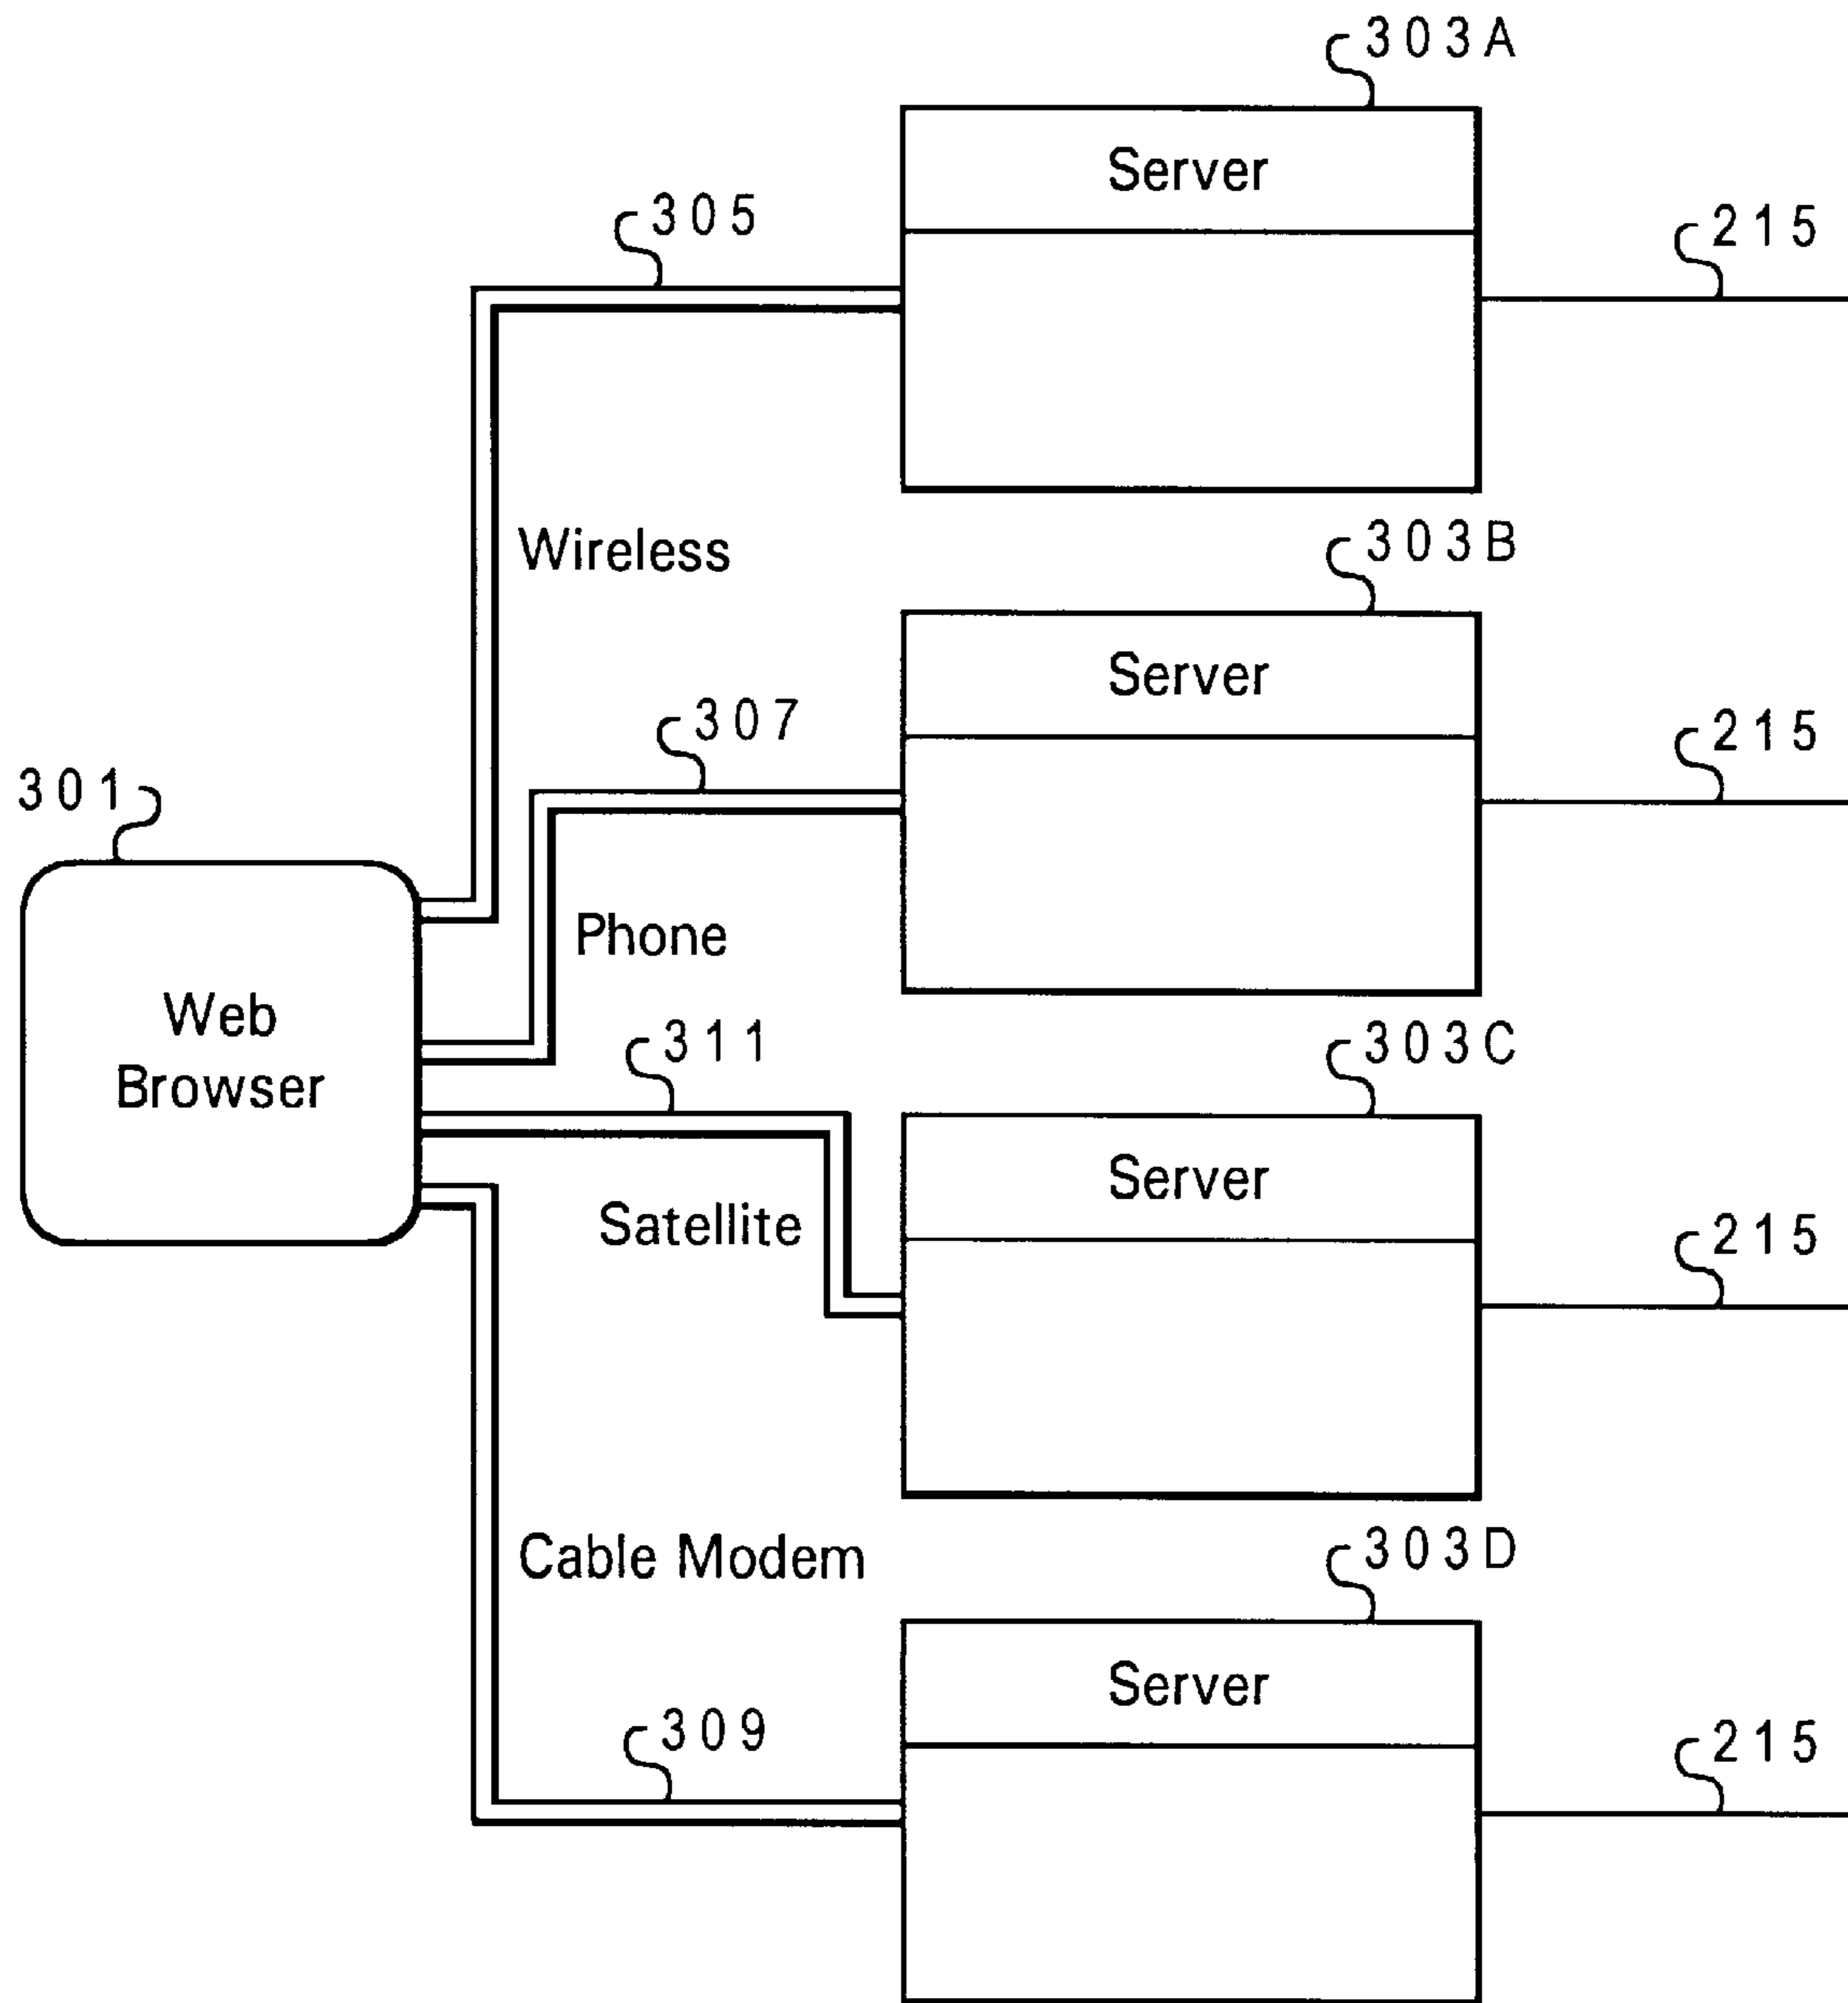 303A
Server
305
215
Wireless
303B
Server
307
215
301
Phone
Web
Browser
311
303C
Server
Satellite
215
Cable Modem
303D
Server
309
215